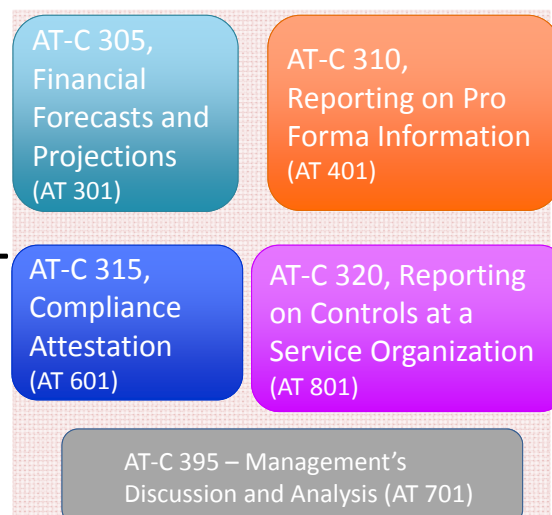 AT-C 305,
Financial
Forecasts and
Projections
(AT 301)
AT-C 310,
Reporting on Pro
Forma Information
(AT 401)
AT-C 315,
Compliance
Attestation
(AT 601)
AT-C 320, Reporting
on Controls at a
Service Organization
(AT 801)
AT-C 395 – Management’s
Discussion and Analysis (AT 701)